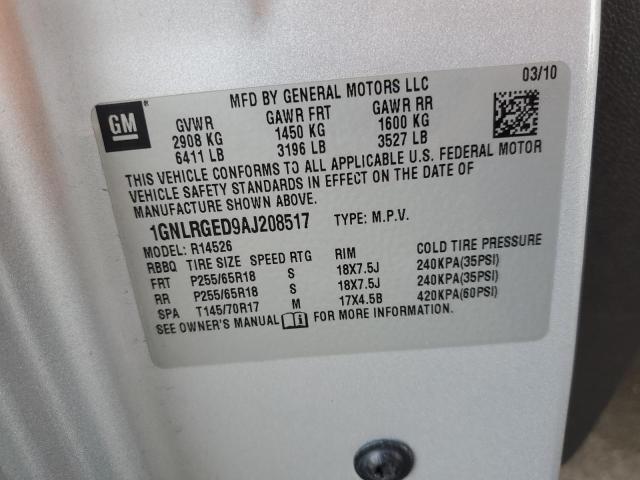 MFD BY GENERAL MOTORS LLC 03/10
GM
GVWR GAWR FRT GAWR RR
2908 KG 1450 KG 1600 KG
6411 LB 3196 LB 3527 LB
THIS VEHICLE CONFORMS TO ALL APPLICABLE U.S. FEDERAL MOTOR
VEHICLE SAFETY STANDARDS IN EFFECT ON THE DATE OF
MANUFACTURE SHOWN ABOVE.
1GNLRGED9AJ208517 TYPE: M.P.V.
MODEL: R14526
RBBQ TIRE SIZE SPEED RTG RIM COLD TIRE PRESSURE
FRT P255/65R18 S 18X7.5J 240KPA(35PSI)
RR P255/65R18 S 18X7.5J 240KPA(35PSI)
SPA T145/70R17 M 17X4.5B 420KPA(60PSI)
SEE OWNER'S MANUAL FOR MORE INFORMATION.